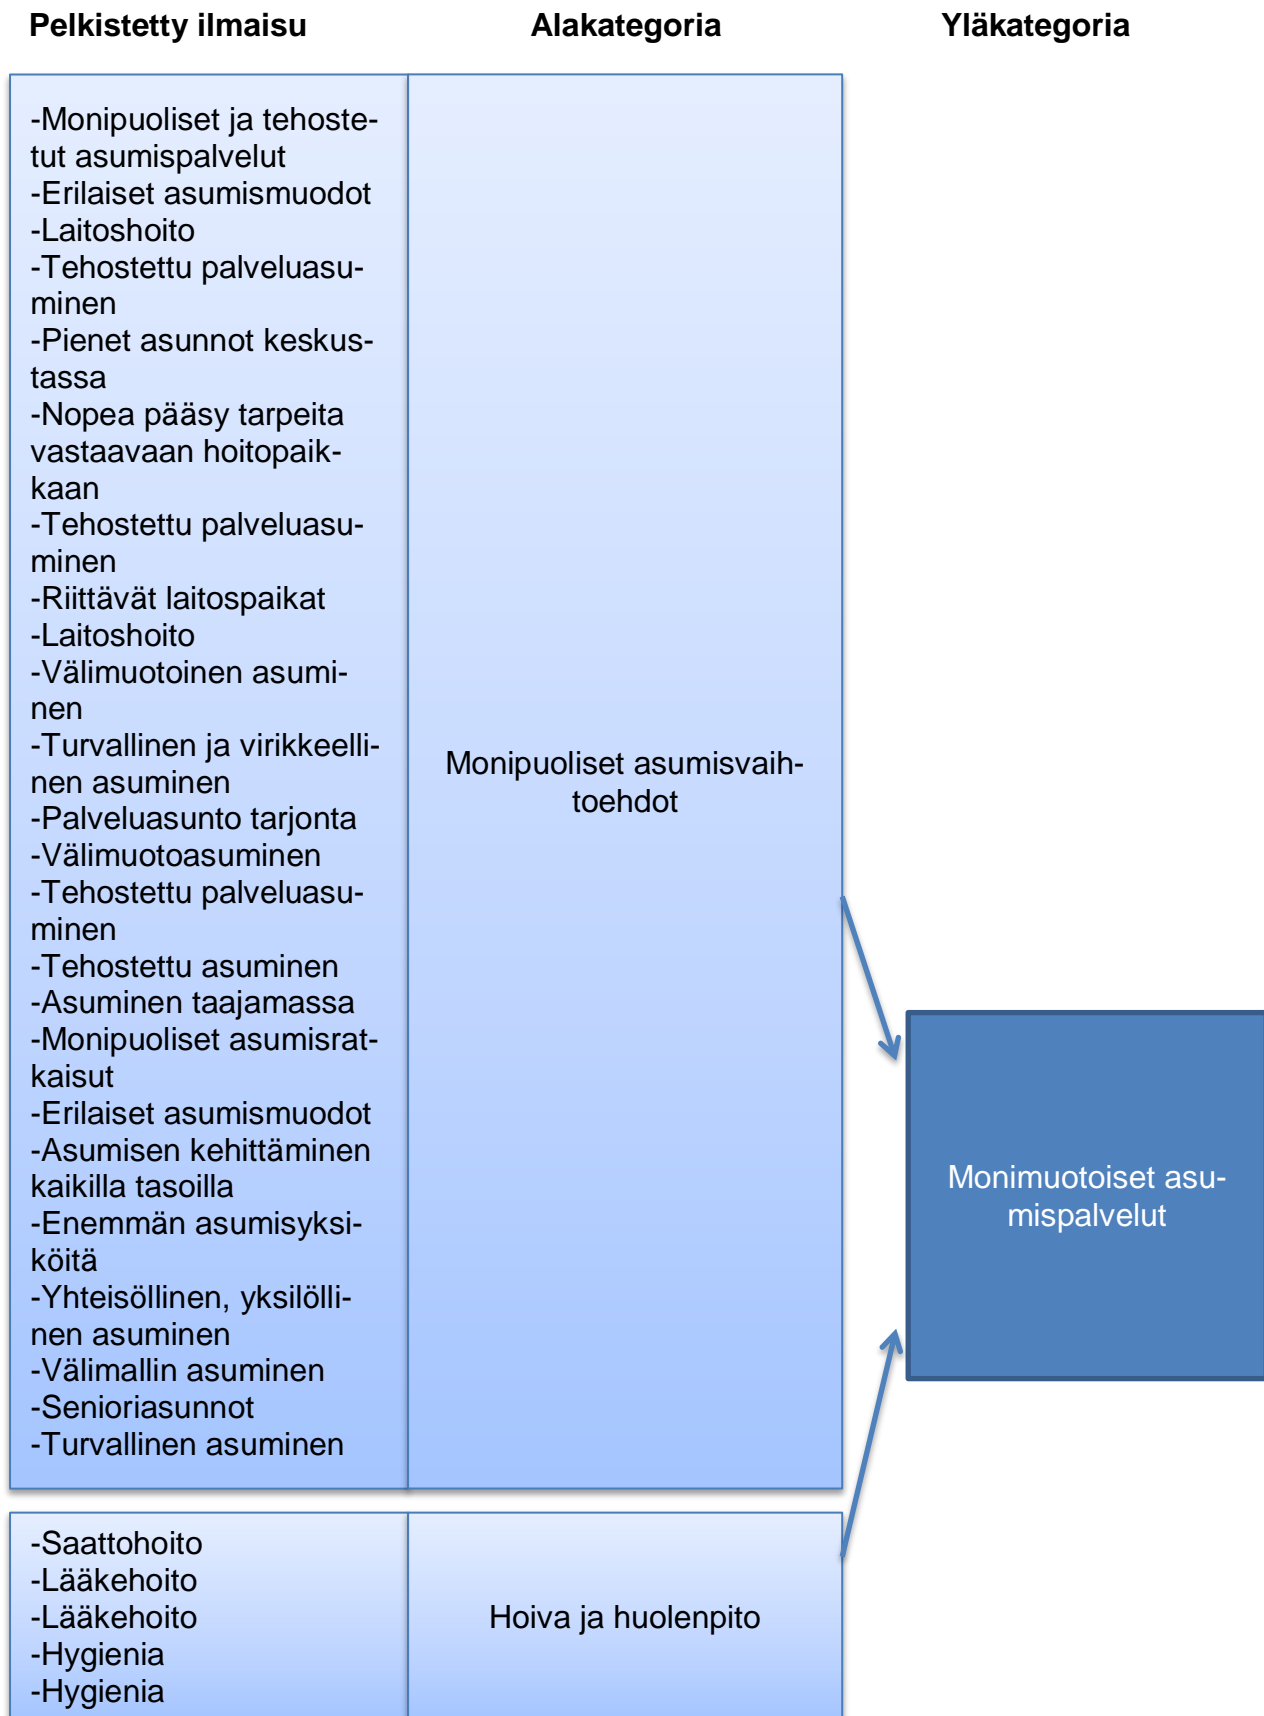 Pelkistetty ilmaisu Alakategoria Yläkategoria
-Monipuoliset ja tehoste-
tut asumispalvelut
-Erilaiset asumismuodot
-Laitoshoito
-Tehostettu palveluasu-
minen
-Pienet asunnot keskus-
tassa
-Nopea pääsy tarpeita
vastaavaan hoitopaik-
kaan
-Tehostettu palveluasu-
minen
-Riittävät laitospaikat
-Laitoshoito
-Välimuotoinen asumi-
nen
-Turvallinen ja virikkeelli-
nen asuminen
-Palveluasunto tarjonta
-Välimuotoasuminen
-Tehostettu palveluasu-
minen
-Tehostettu asuminen
-Asuminen taajamassa
-Monipuoliset asumisrat-
kaisut
-Erilaiset asumismuodot
-Asumisen kehittäminen
kaikilla tasoilla
-Enemmän asumisyksi-
köitä
-Yhteisöllinen, yksilölli-
nen asuminen
-Välimallin asuminen
-Senioriasunnot
-Turvallinen asuminen
Monipuoliset asumisvaih-
toehdot
Monimuotoiset asu-
mispalvelut
-Saattohoito
-Lääkehoito
-Lääkehoito
-Hygienia
-Hygienia
Hoiva ja huolenpito